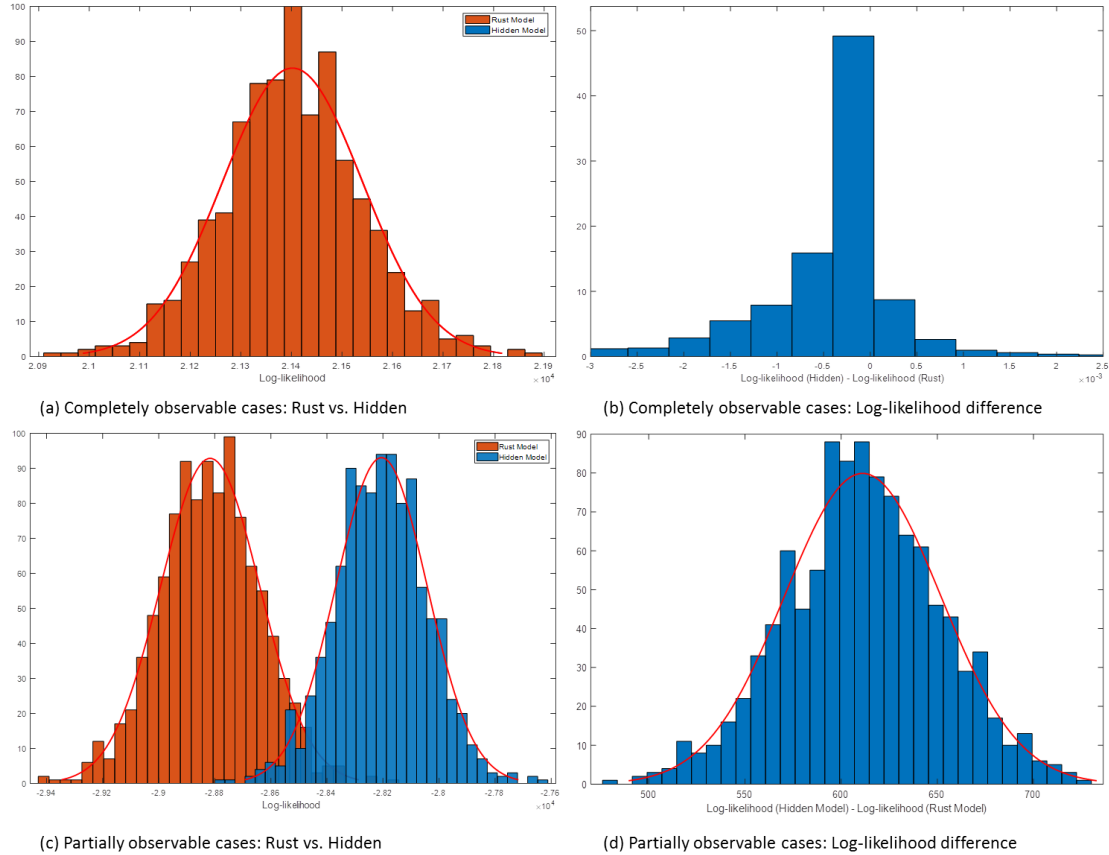 100
90
80
70
60
50
40
30
20
10
0
Rust Model
Hidden Model
2.09 2.1 2.11 2.12 2.13 2.14 2.15 2.16 2.17 2.18 2.19
Log-likelihood
×10⁴
(a) Completely observable cases: Rust vs. Hidden
50
40
30
20
10
0
-3 -2.5 -2 -1.5 -1 -0.5 0 0.5 1 1.5 2 2.5
Log-likelihood (Hidden) - Log-likelihood (Rust)
×10⁻³
(b) Completely observable cases: Log-likelihood difference
100
90
80
70
60
50
40
30
20
10
0
Rust Model
Hidden Model
-2.94 -2.92 -2.9 -2.88 -2.86 -2.84 -2.82 -2.8 -2.78 -2.76
Log-likelihood
×10⁴
(c) Partially observable cases: Rust vs. Hidden
90
80
70
60
50
40
30
20
10
0
500 550 600 650 700
Log-likelihood (Hidden Model) - Log-likelihood (Rust Model)
(d) Partially observable cases: Log-likelihood difference